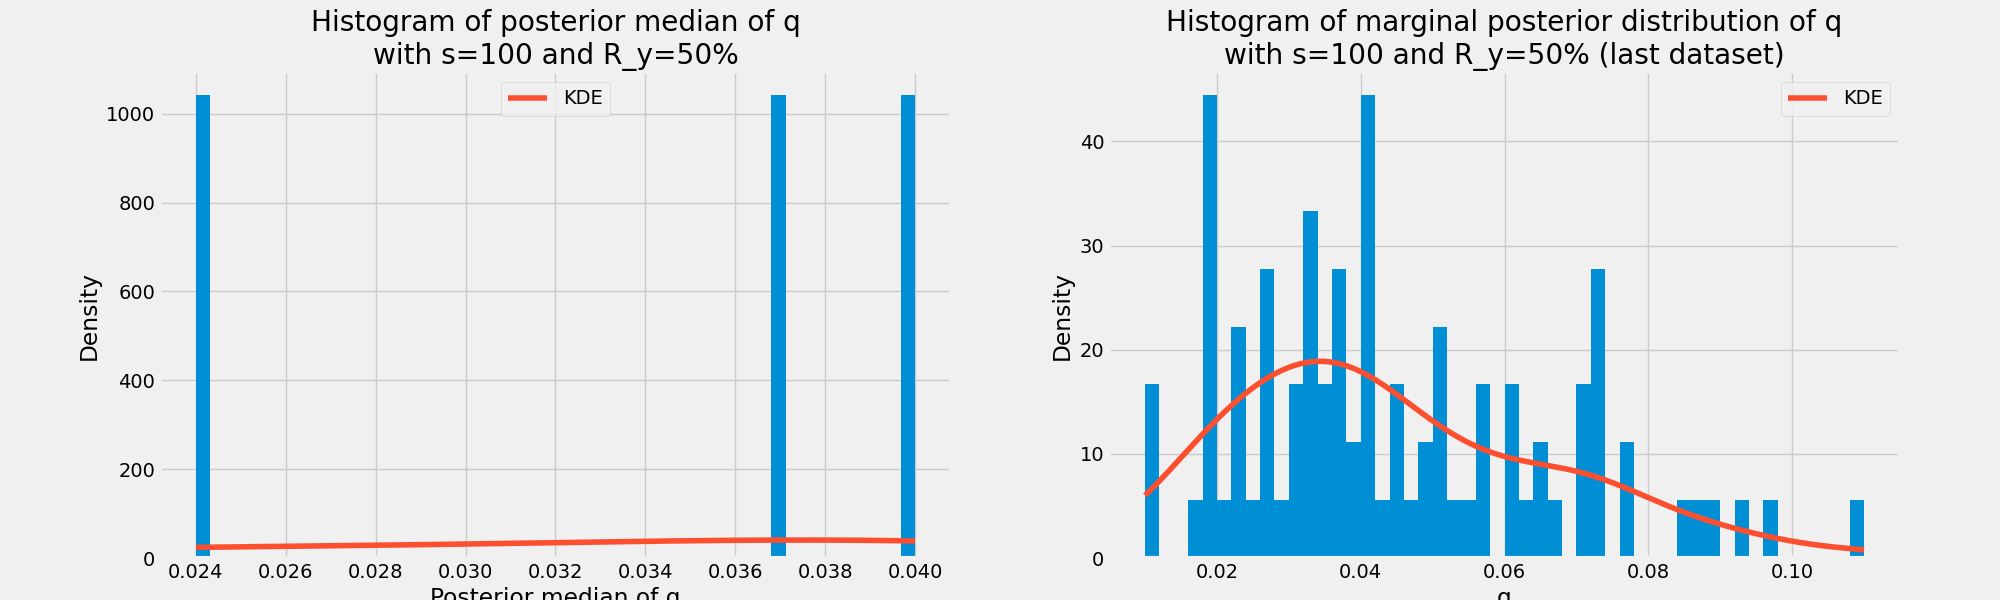 Histogram of posterior median of q
with s=100 and R_y=50%
KDE
1000
800
600
400
200
0
Density
0.024 0.026 0.028 0.030 0.032 0.034 0.036 0.038 0.040
Posterior median of q
Histogram of marginal posterior distribution of q
with s=100 and R_y=50% (last dataset)
KDE
40
30
20
10
0
Density
0.02 0.04 0.06 0.08 0.10
q